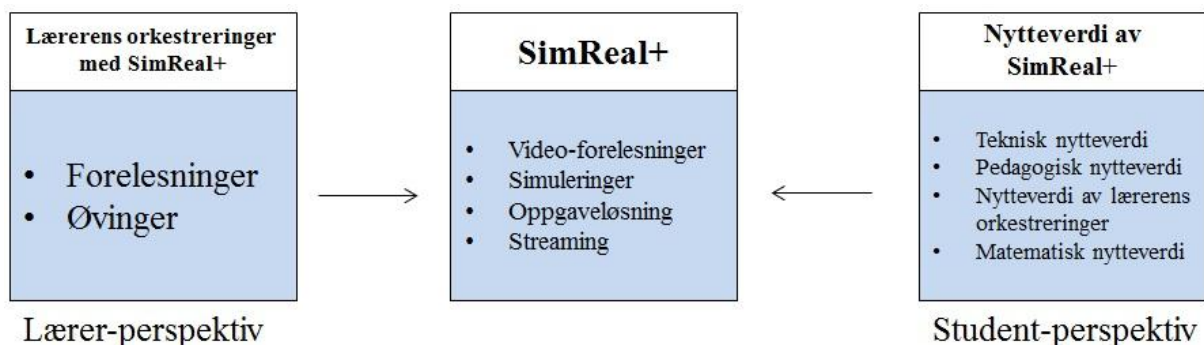 Lærerens orkestreringer
med SimReal+
• Forelesninger
• Øvinger
Lærer-perspektiv
SimReal+
• Video-forelesninger
• Simuleringer
• Oppgaveløsning
• Streaming
Nytteverdi av
SimReal+
• Teknisk nytteverdi
• Pedagogisk nytteverdi
• Nytteverdi av lærerens
orkestreringer
• Matematisk nytteverdi
Student-perspektiv